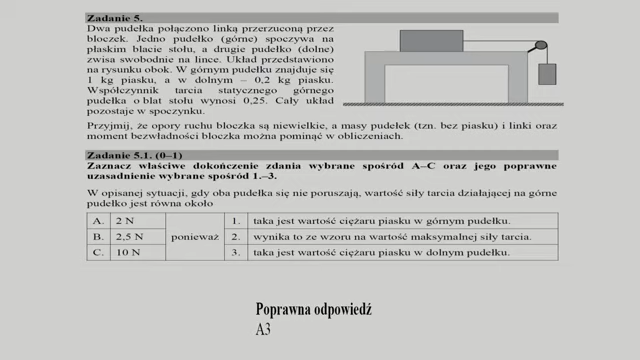 Zadanie 5.
Dwa pudełka połączono linką przerzuconą przez
bloczek. Jedno pudełko (górne) spoczywa na
płaskim blacie stołu, a drugie pudełko (dolne)
zwisa swobodnie na lince. Układ przedstawiono
na rysunku obok. W górnym pudełku znajduje się
1 kg piasku, a w dolnym – 0,2 kg piasku.
Współczynnik tarcia statycznego górnego
pudełka o blat stołu wynosi 0,25. Cały układ
pozostaje w spoczynku.
Przyjmij, że opory ruchu bloczka są niewielkie, a masy pudełek (tzn. bez piasku) i linki oraz
moment bezwładności bloczka można pominąć w obliczeniach.
Zadanie 5.1. (0–1)
Zaznacz właściwe dokończenie zdania wybrane spośród A–C oraz jego poprawne
uzasadnienie wybrane spośród 1.–3.
W opisanej sytuacji, gdy oba pudełka się nie poruszają, wartość siły tarcia działającej na górne
pudełko jest równa około
A. 2 N 1. taka jest wartość ciężaru piasku w górnym pudełku.
B. 2,5 N ponieważ 2. wynika to ze wzoru na wartość maksymalnej siły tarcia.
C. 10 N 3. taka jest wartość ciężaru piasku w dolnym pudełku.
Poprawna odpowiedź
A3